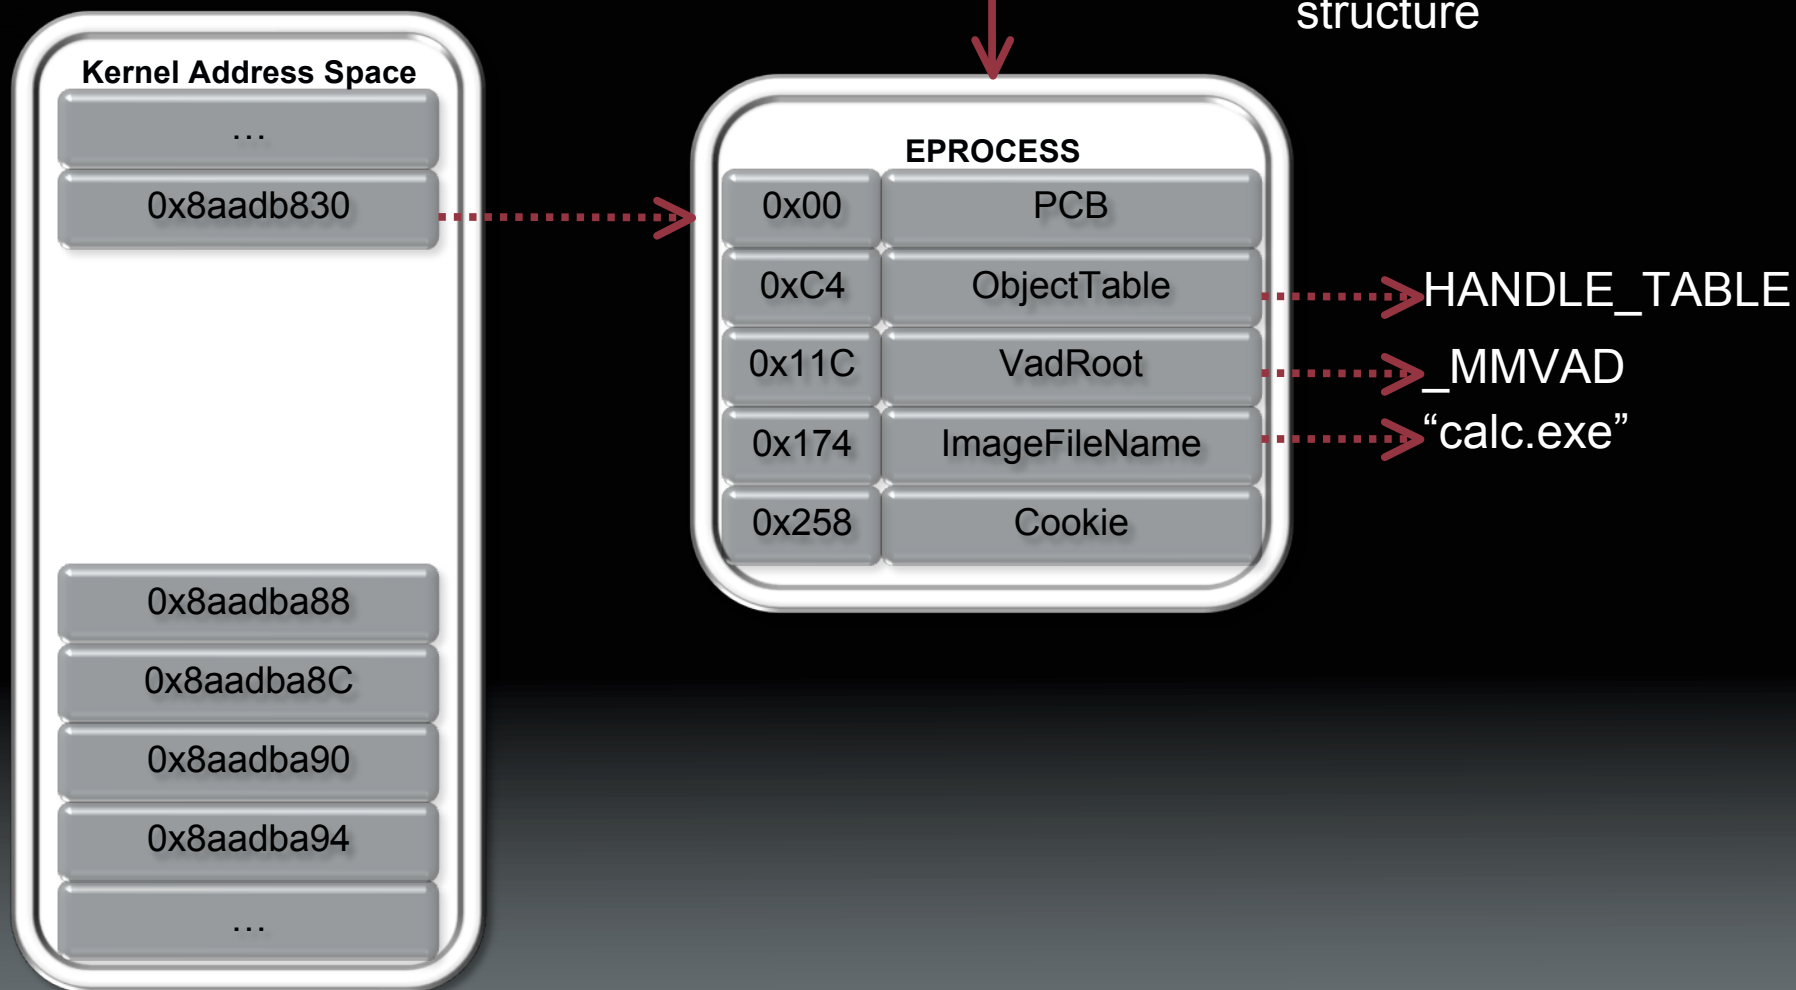 structure
Kernel Address Space
...
0x8aadb830
0x8aadba88
0x8aadba8C
0x8aadba90
0x8aadba94
...
EPROCESS
0x00 PCB
0xC4 ObjectTable
0x11C VadRoot
0x174 ImageFileName
0x258 Cookie
HANDLE_TABLE
_MMVAD
“calc.exe”